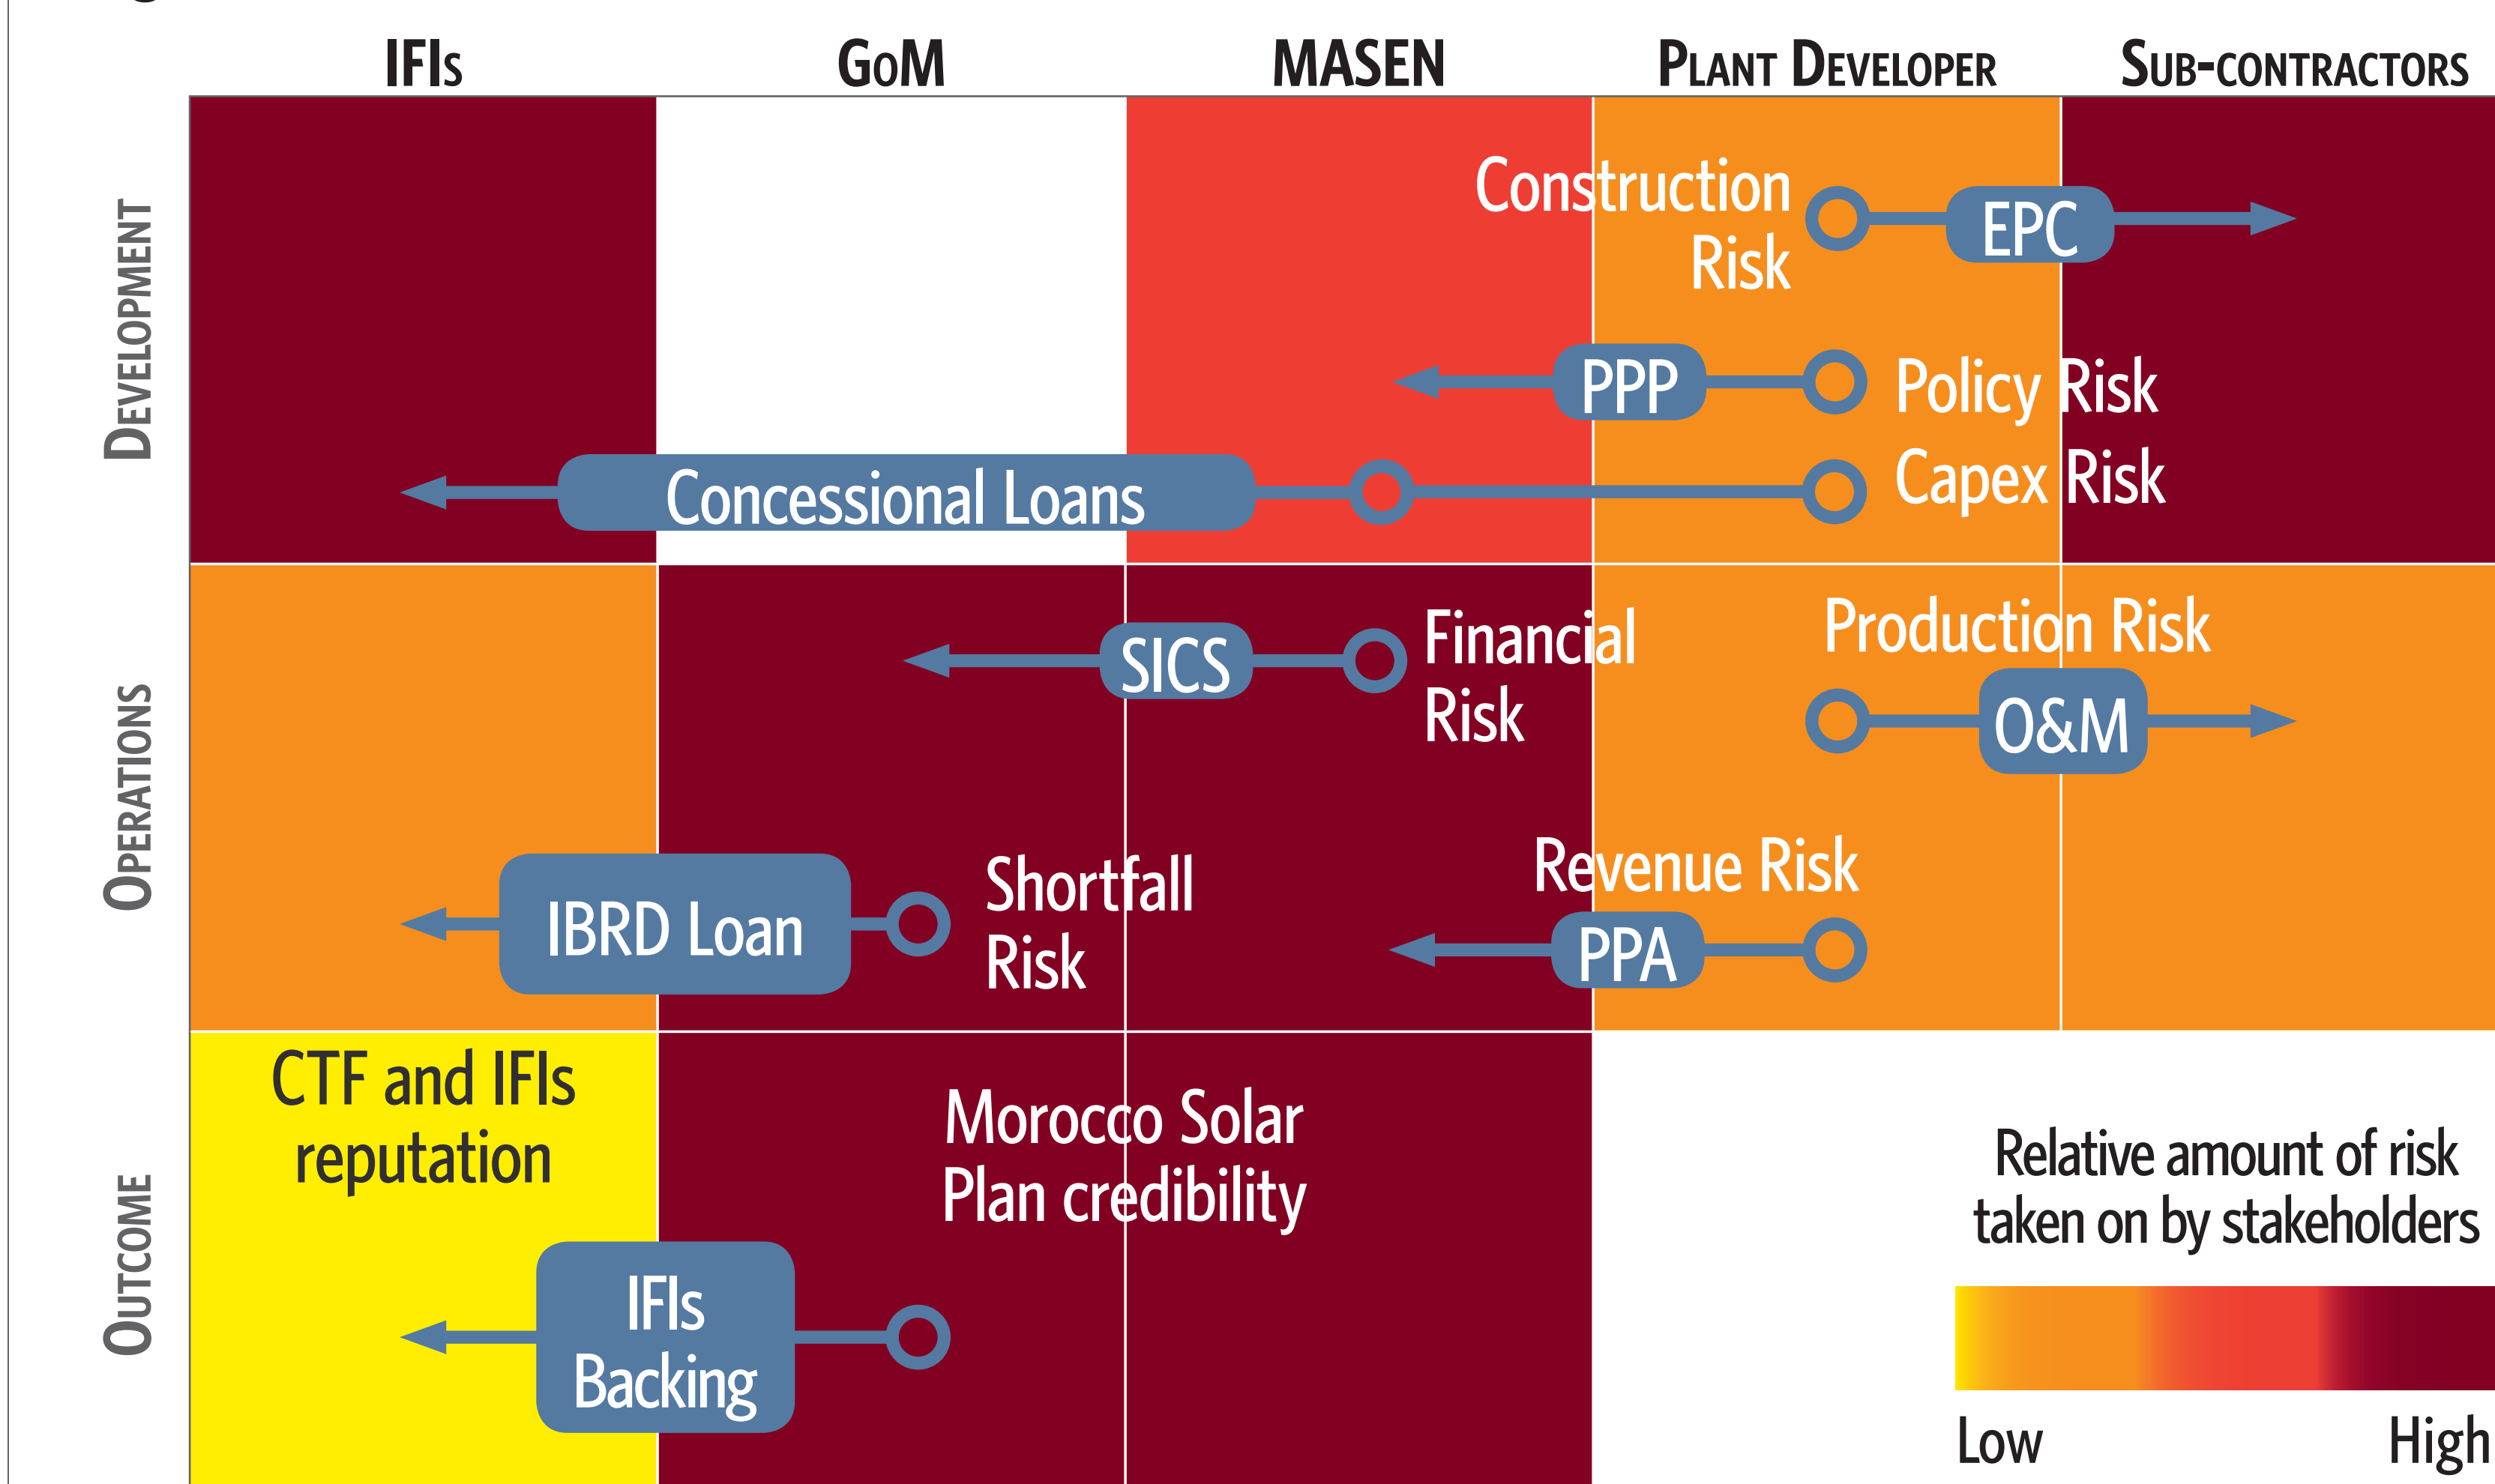 IFIs
GoM
MASEN
Plant Developer
Sub-contractors
Development
Construction
Risk
EPC
PPP
Policy Risk
Concessional Loans
Capex Risk
Operations
SICS
Financial
Risk
Production Risk
O&M
IBRD Loan
Shortfall
Risk
Revenue Risk
PPA
Outcome
CTF and IFIs
reputation
Morocco Solar
Plan credibility
IFIs
Backing
Relative amount of risk
taken on by stakeholders
Low
High